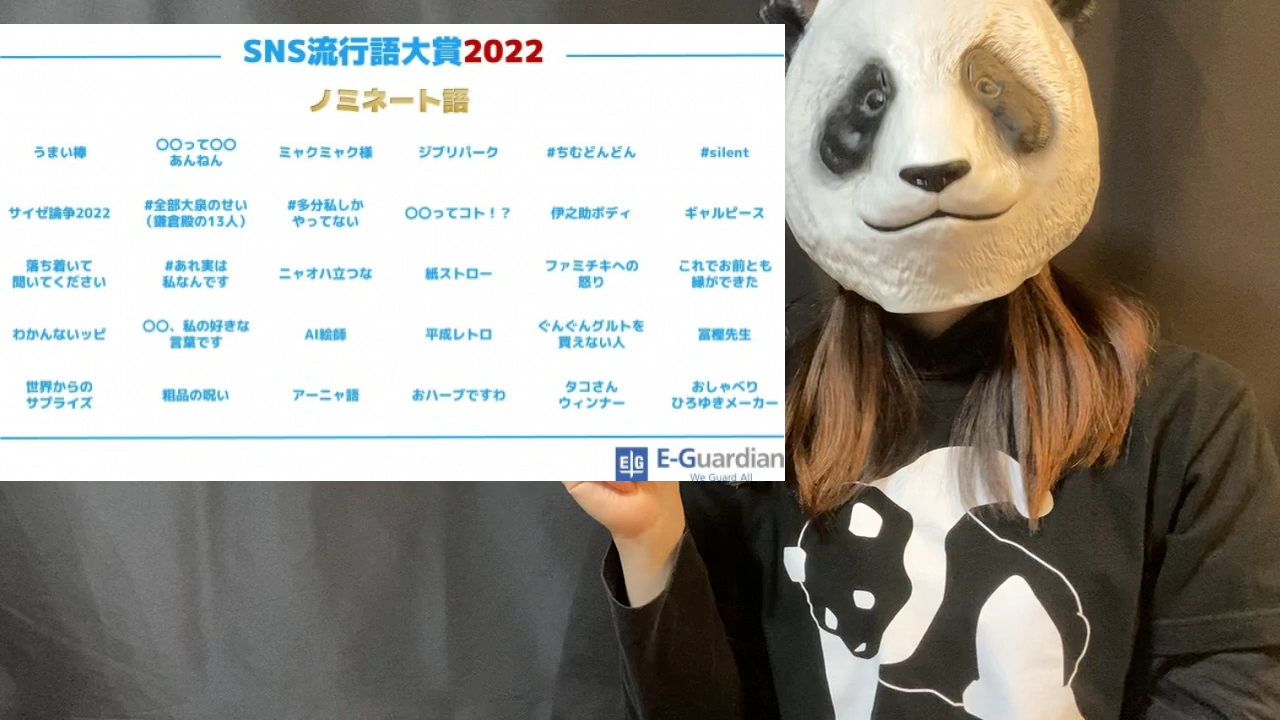 SNS流行語大賞2022
ノミネート語
うまい棒
〇〇って〇〇
あんねん
ミャクミャク様
ジブリパーク
#ちむどんどん
#silent
サイゼ論争2022
#全部大泉のせい
（鎌倉殿の13人）
#多分私しか
やってない
〇〇ってコト！？
伊之助ボディ
ギャルピース
落ち着いて
聞いてください
#あれ実は
私なんです
ニャオハ立つな
紙ストロー
ファミチキへの
怒り
これでお前とも
縁ができた
わかんないッピ
〇〇、私の好きな
言葉です
AI絵師
平成レトロ
ぐんぐんグルトを
買えない人
冨樫先生
世界からの
サプライズ
粗品の呪い
アーニャ語
おハーブですわ
タコさん
ウィンナー
おしゃべり
ひろゆきメーカー
EG E-Guardian
We Guard All